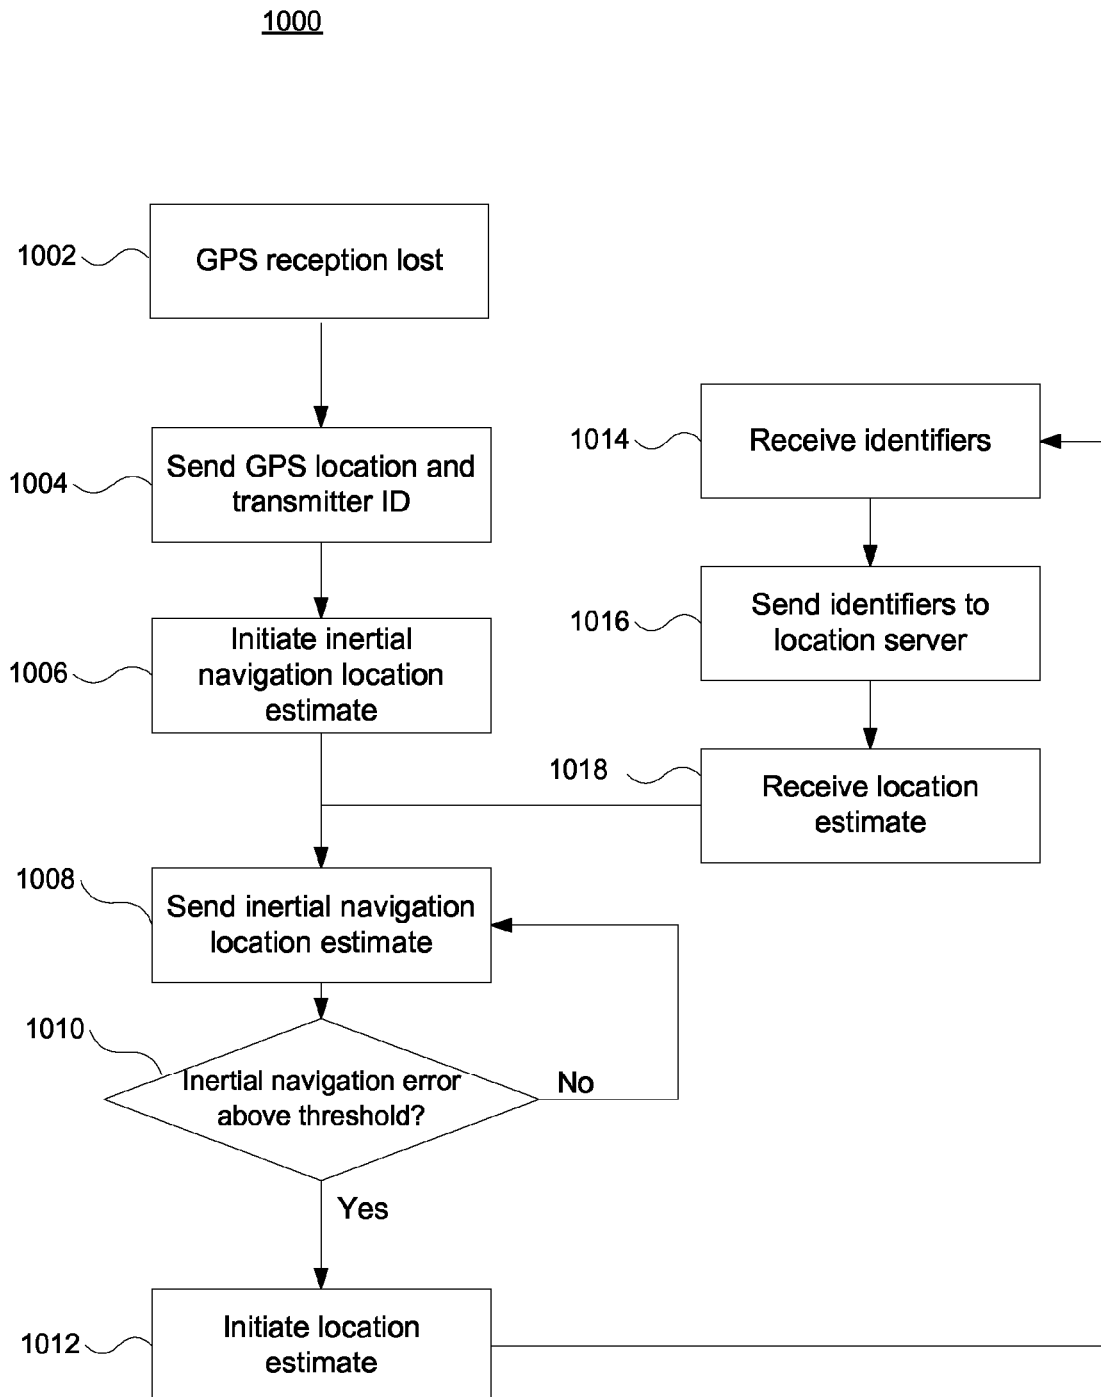 1000
1002
GPS reception lost
1004
Send GPS location and
transmitter ID
1006
Initiate inertial
navigation location
estimate
1008
Send inertial navigation
location estimate
1010
Inertial navigation error
above threshold?
No
Yes
1012
Initiate location
estimate
1014
Receive identifiers
1016
Send identifiers to
location server
1018
Receive location
estimate